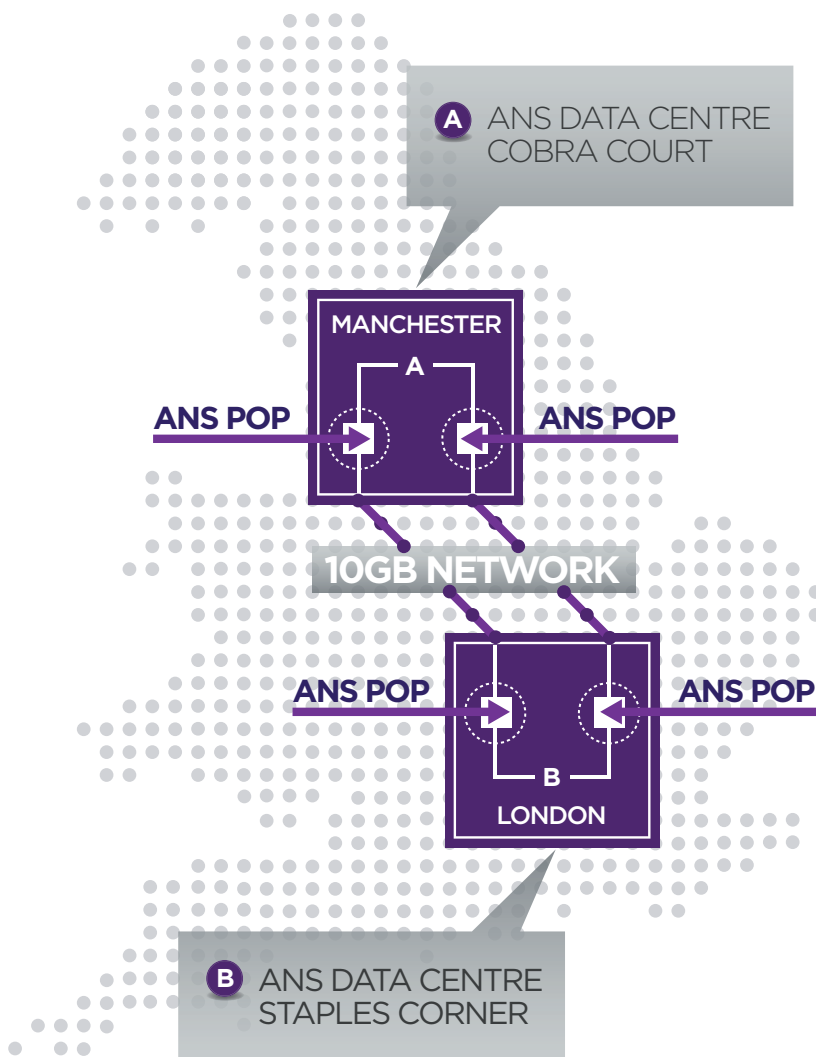 A
ANS DATA CENTRE
COBRA COURT
MANCHESTER
A
ANS POP
ANS POP
10GB NETWORK
ANS POP
ANS POP
B
LONDON
B
ANS DATA CENTRE
STAPLES CORNER